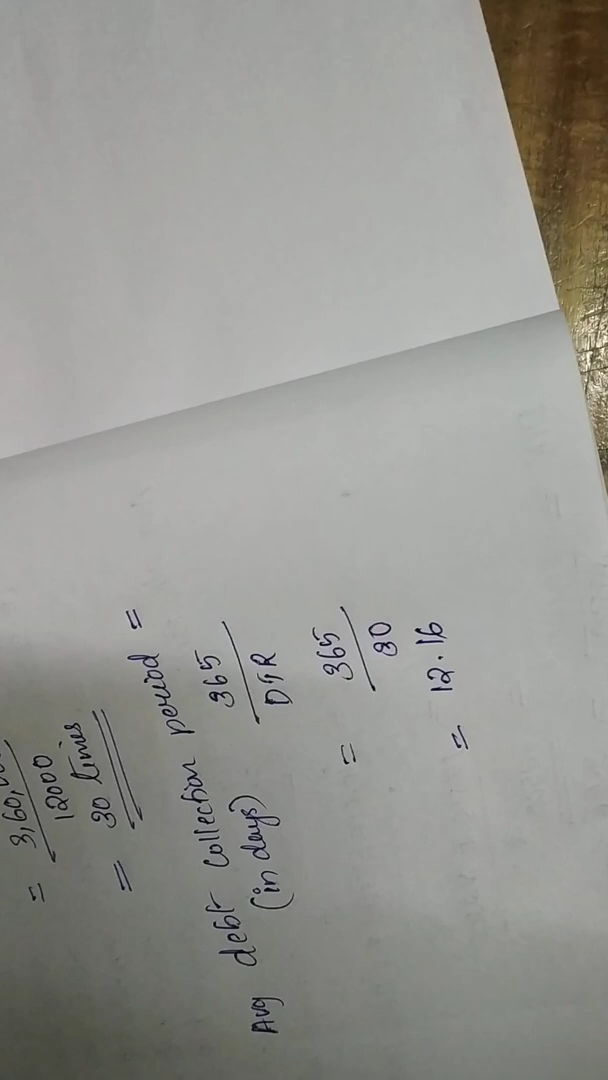 = 3,60,
12000
= 30 times
Avg debt collection period =
(in days)
365
DTR
= 365
30
= 12.16